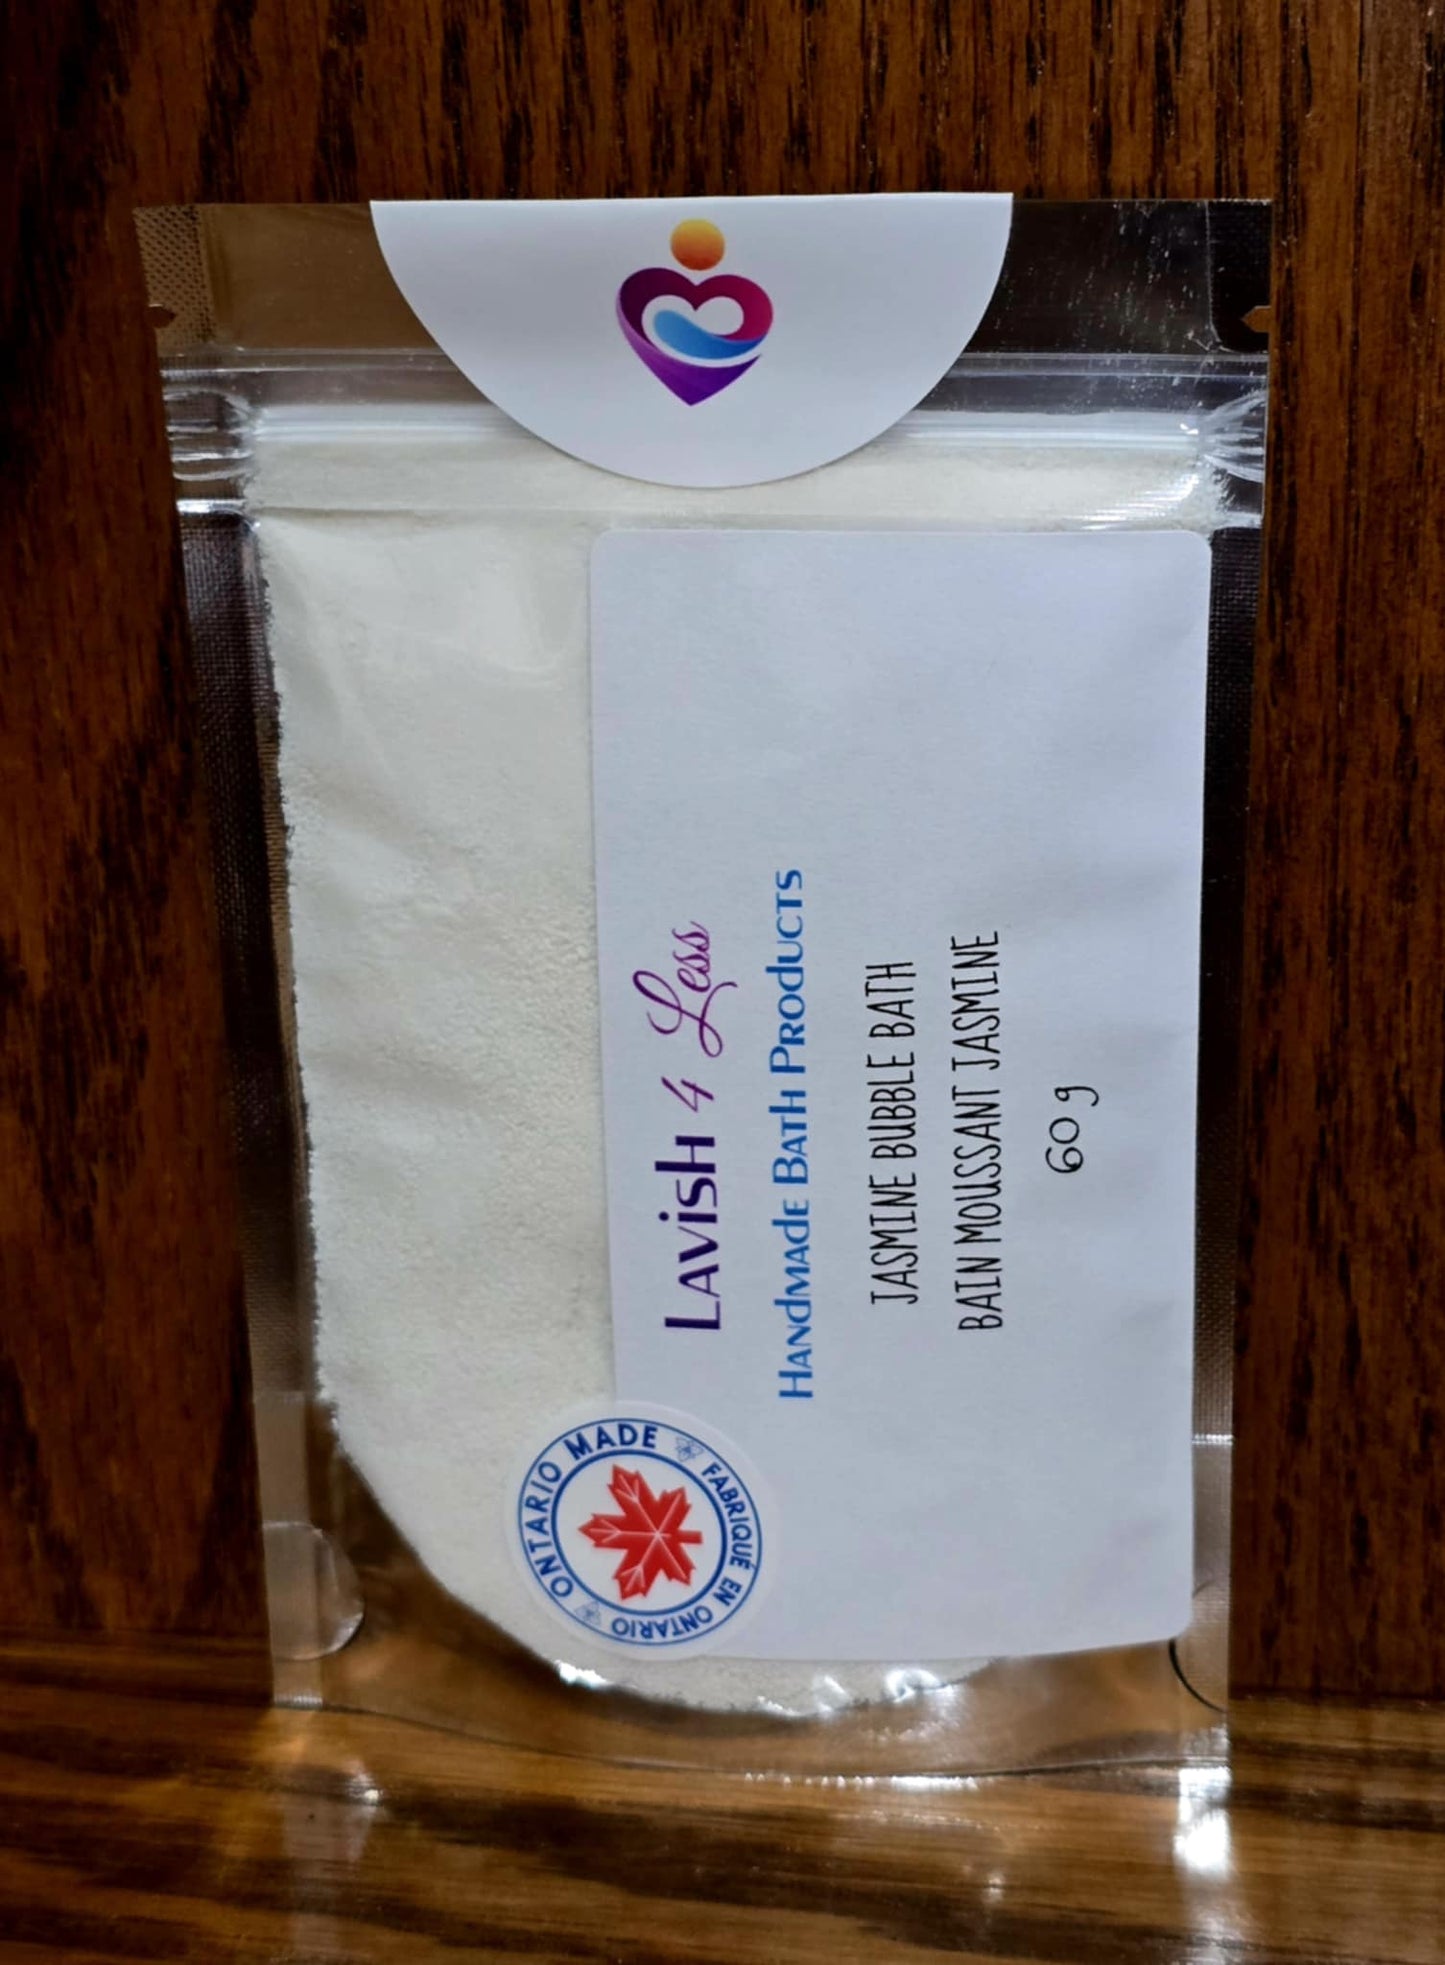 Lavish 4 Less
Handmade Bath Products
JASMINE BUBBLE BATH
BAIN MOUSSANT JASMINE
60 g
ONTARIO MADE
FABRIQUÉ EN ONTARIO